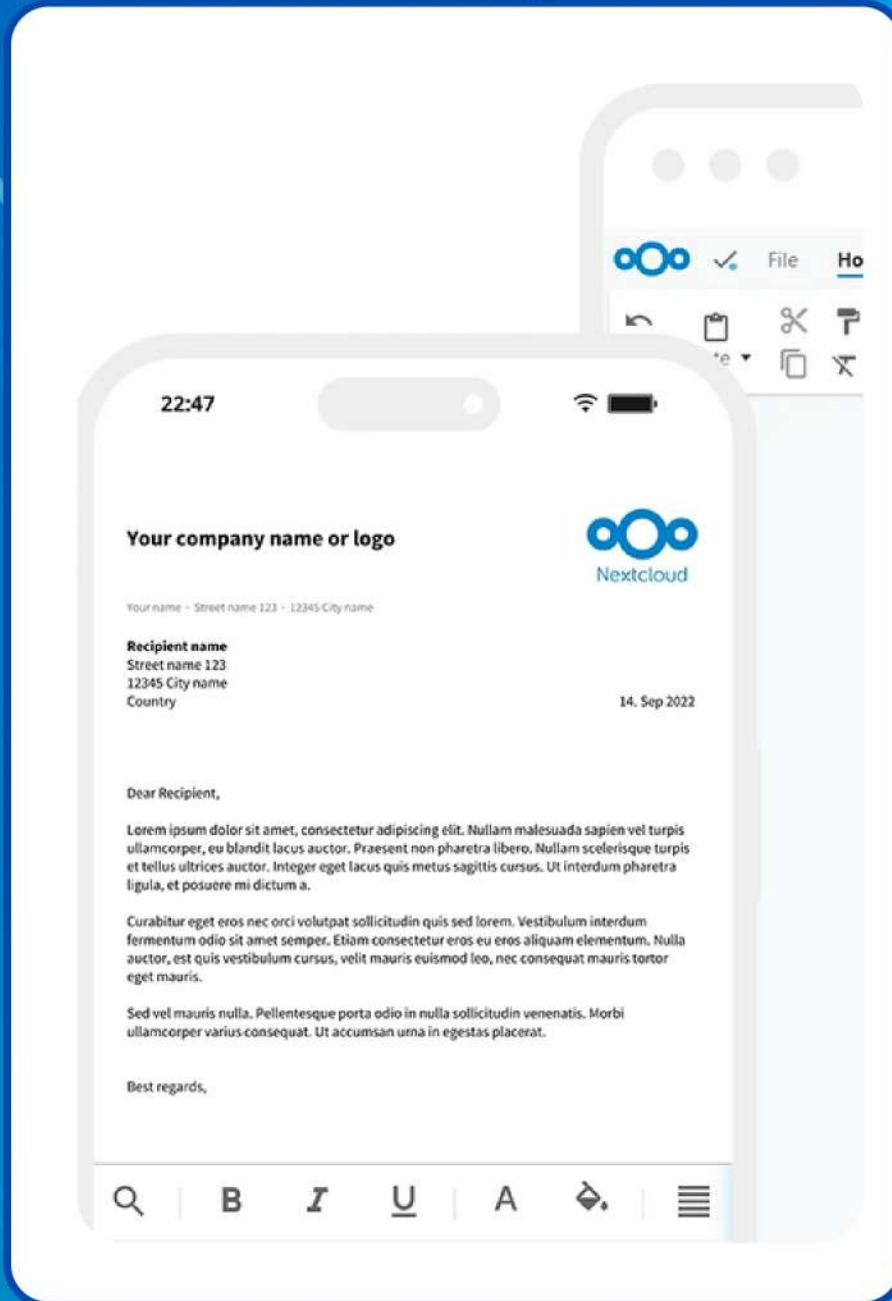 File Ho
te
22:47
Your company name or logo
Nextcloud
Your name - Street name 123 - 12345 City name
Recipient name
Street name 123
12345 City name
Country
14. Sep 2022
Dear Recipient,
Lorem ipsum dolor sit amet, consectetur adipiscing elit. Nullam malesuada sapien vel turpis
ullamcorper, eu blandit lacus auctor. Praesent non pharetra libero. Nullam scelerisque turpis
et tellus ultrices auctor. Integer eget lacus quis metus sagittis cursus. Ut interdum pharetra
ligula, et posuere mi dictum a.
Curabitur eget eros nec orci volutpat sollicitudin quis sed lorem. Vestibulum interdum
fermentum odio sit amet semper. Etiam consectetur eros eu eros aliquam elementum. Nulla
auctor, est quis vestibulum cursus, velit mauris euismod leo, nec consequat mauris tortor
eget mauris.
Sed vel mauris nulla. Pellentesque porta odio in nulla sollicitudin venenatis. Morbi
ullamcorper varius consequat. Ut accumsan urna in egestas placerat.
Best regards,
B I U A